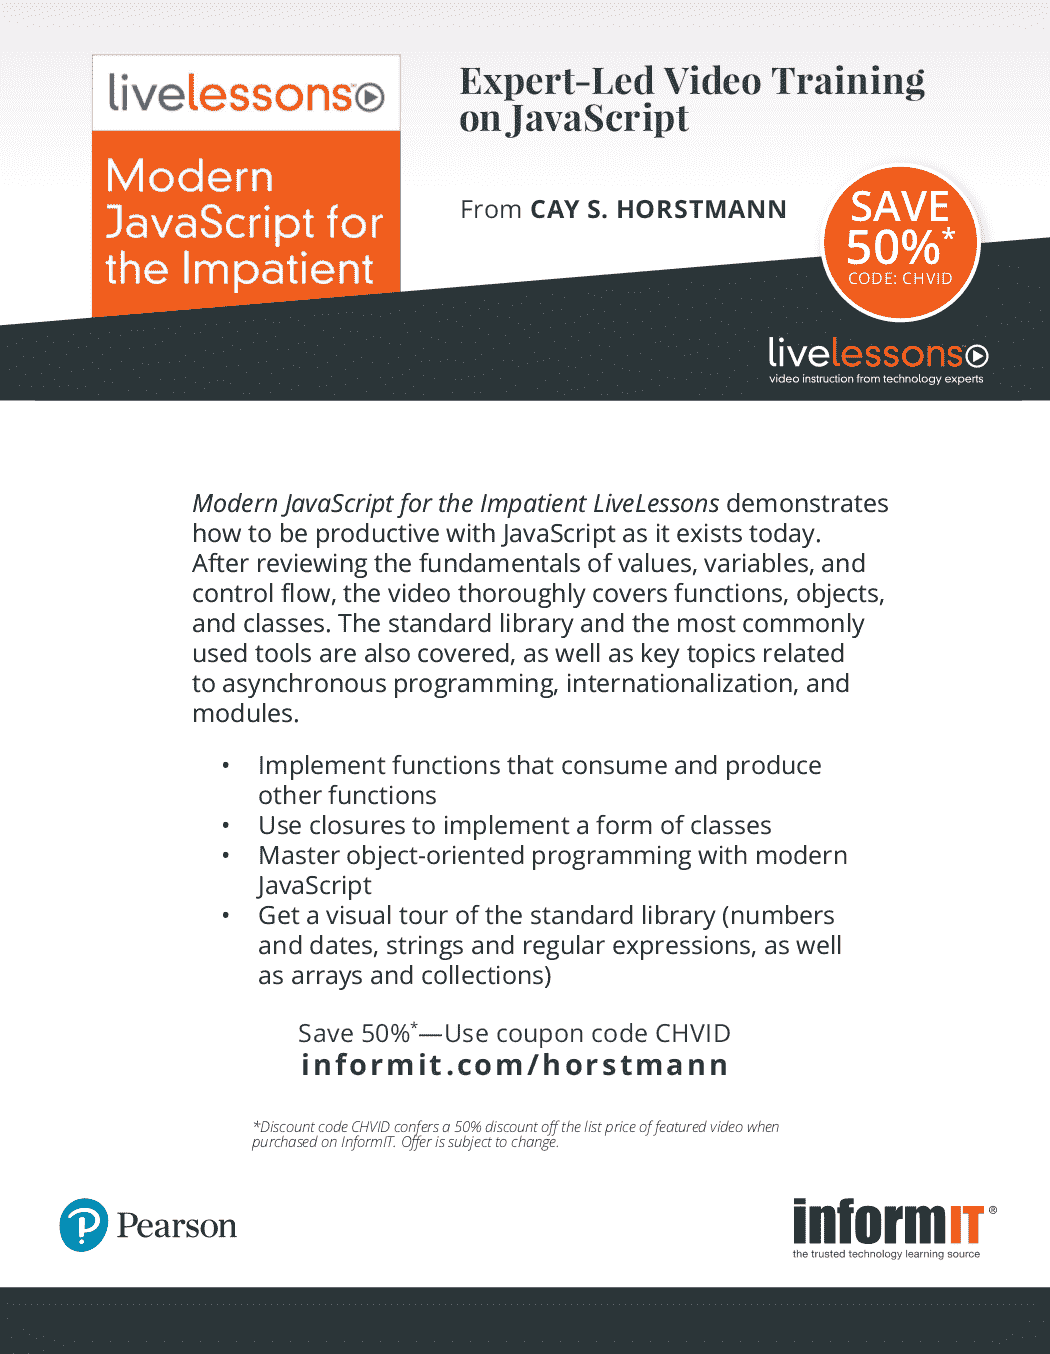 livelessons
Modern
JavaScript for
the Impatient
Expert-Led Video Training
on JavaScript
From CAY S. HORSTMANN
SAVE
50%*
CODE: CHVID
livelessons
video instruction from technology experts
Modern JavaScript for the Impatient LiveLessons demonstrates
how to be productive with JavaScript as it exists today.
After reviewing the fundamentals of values, variables, and
control flow, the video thoroughly covers functions, objects,
and classes. The standard library and the most commonly
used tools are also covered, as well as key topics related
to asynchronous programming, internationalization, and
modules.
• Implement functions that consume and produce
other functions
• Use closures to implement a form of classes
• Master object-oriented programming with modern
JavaScript
• Get a visual tour of the standard library (numbers
and dates, strings and regular expressions, as well
as arrays and collections)
Save 50%*—Use coupon code CHVID
informit.com/horstmann
*Discount code CHVID confers a 50% discount off the list price of featured video when
purchased on InformIT. Offer is subject to change.
Pearson
informIT®
the trusted technology learning source